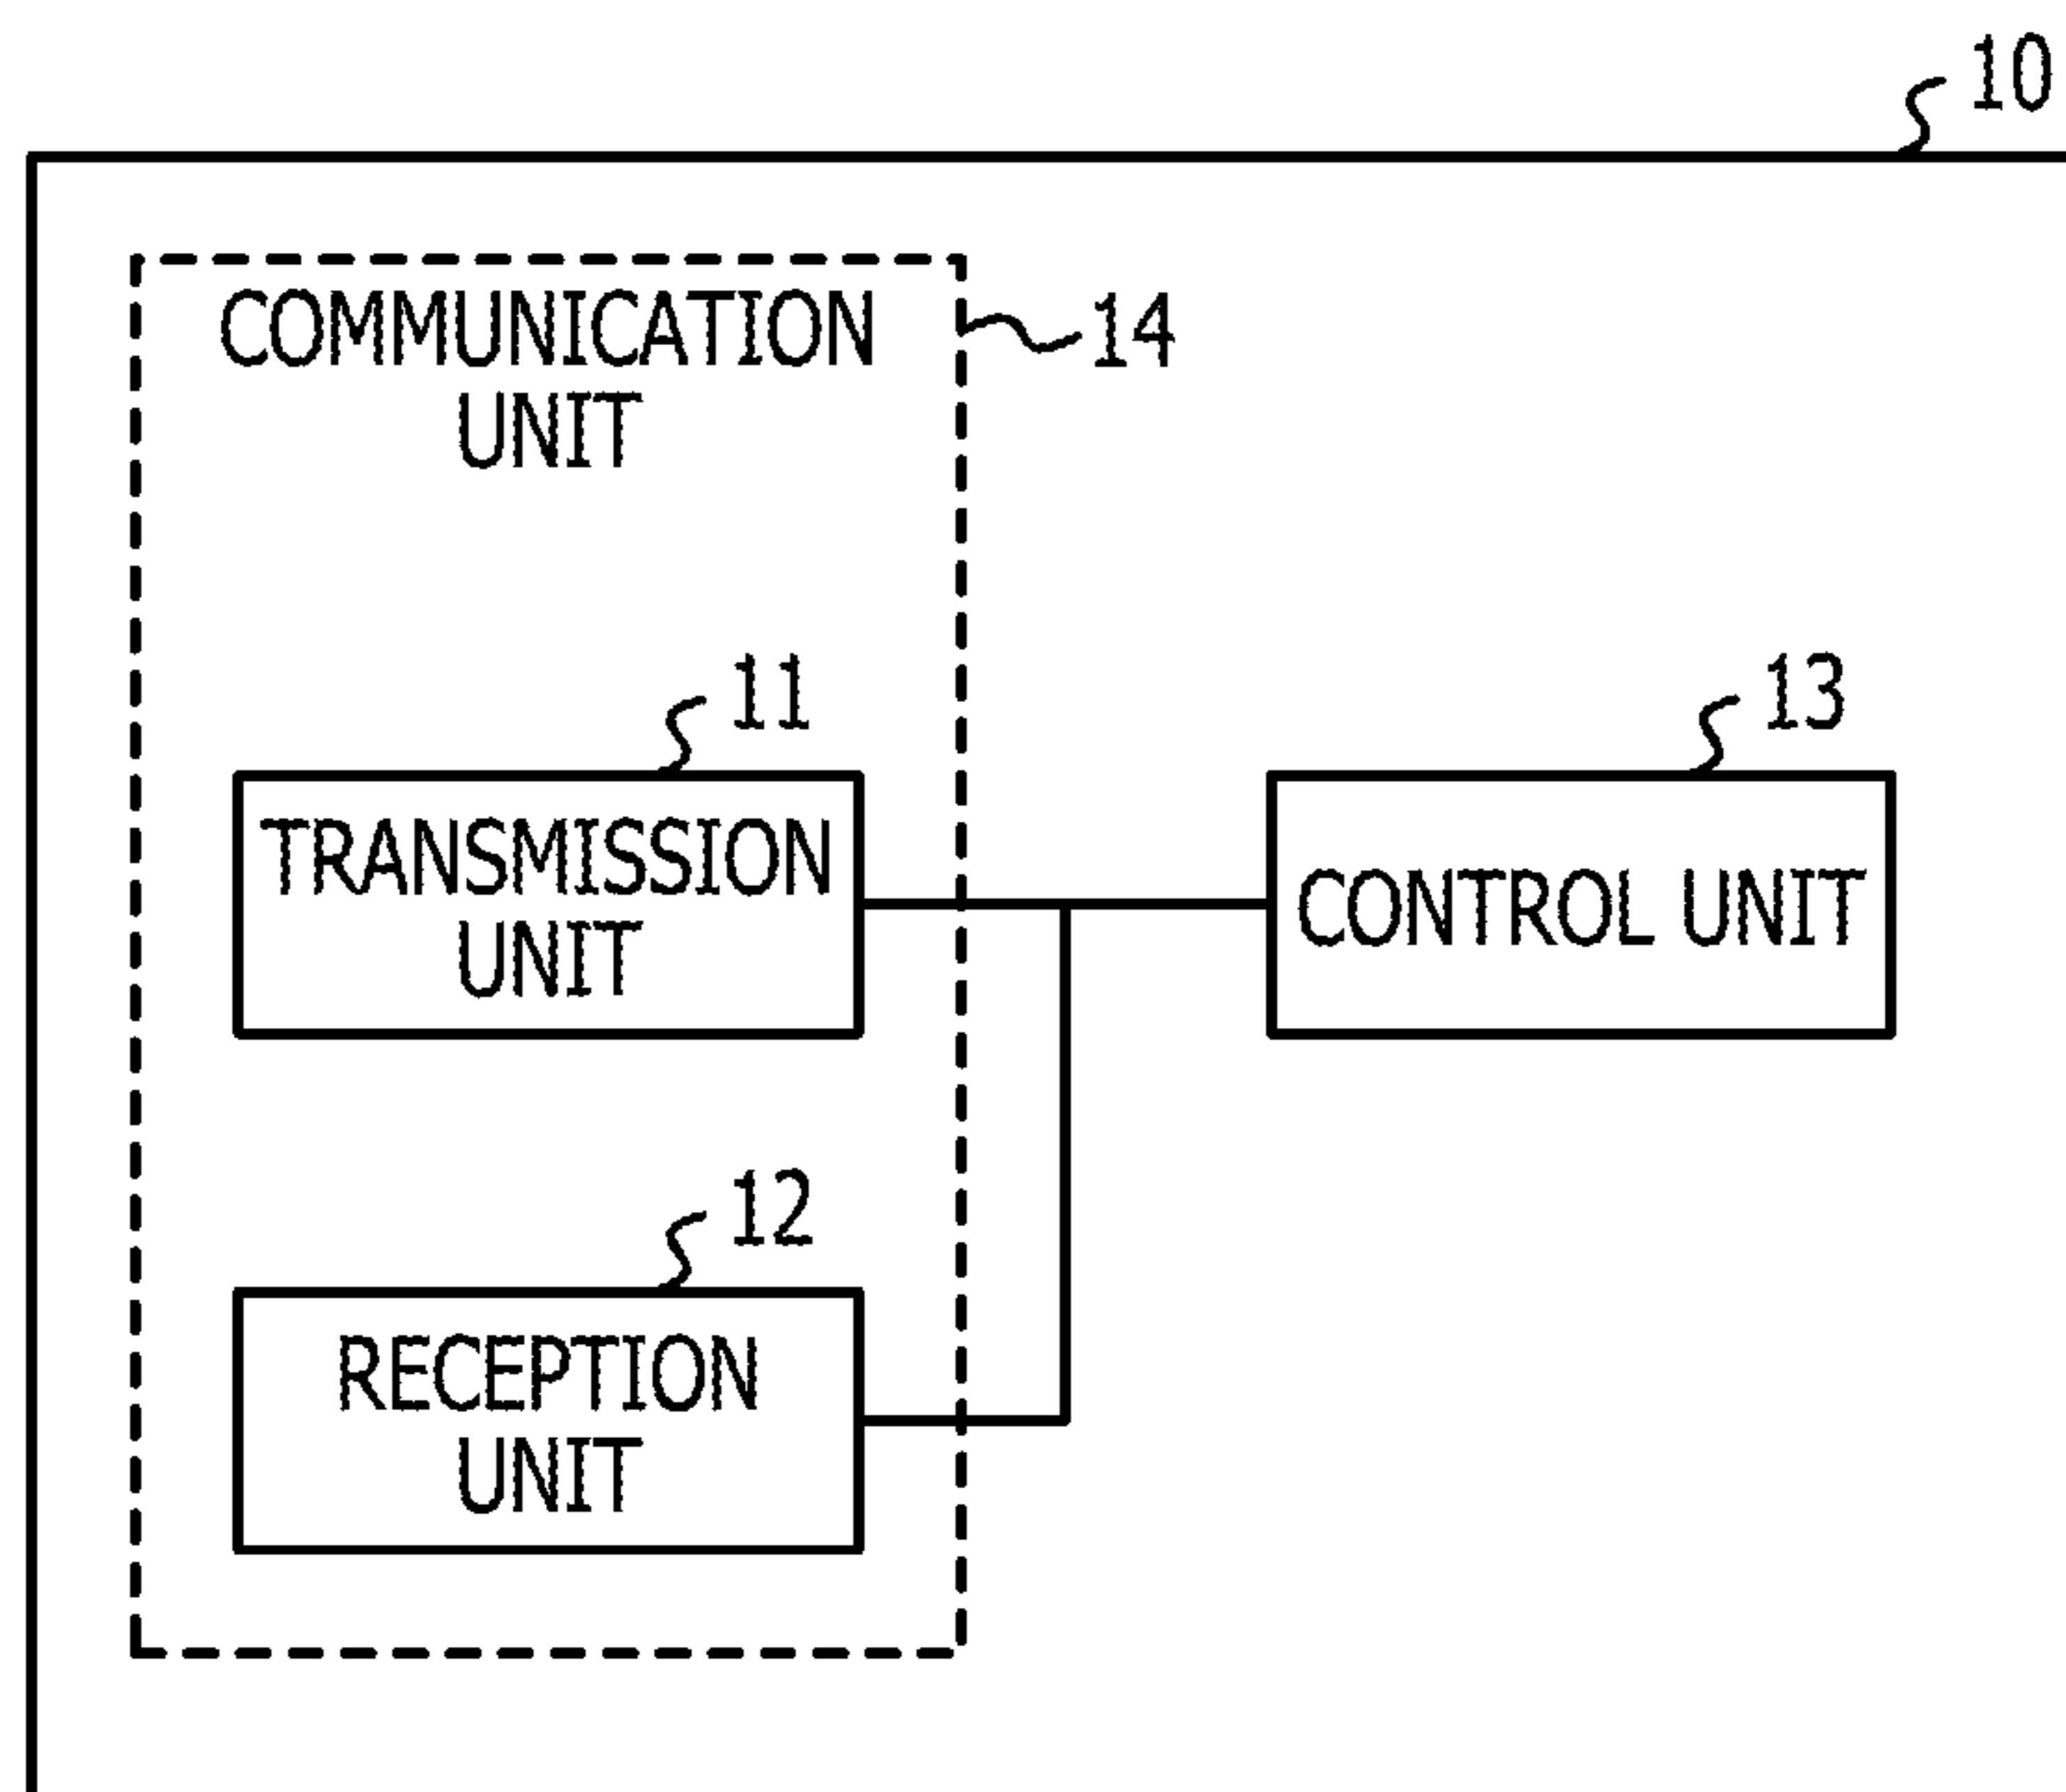 10
COMMUNICATION
UNIT
14
11
13
TRANSMISSION
UNIT
CONTROL UNIT
12
RECEPTION
UNIT